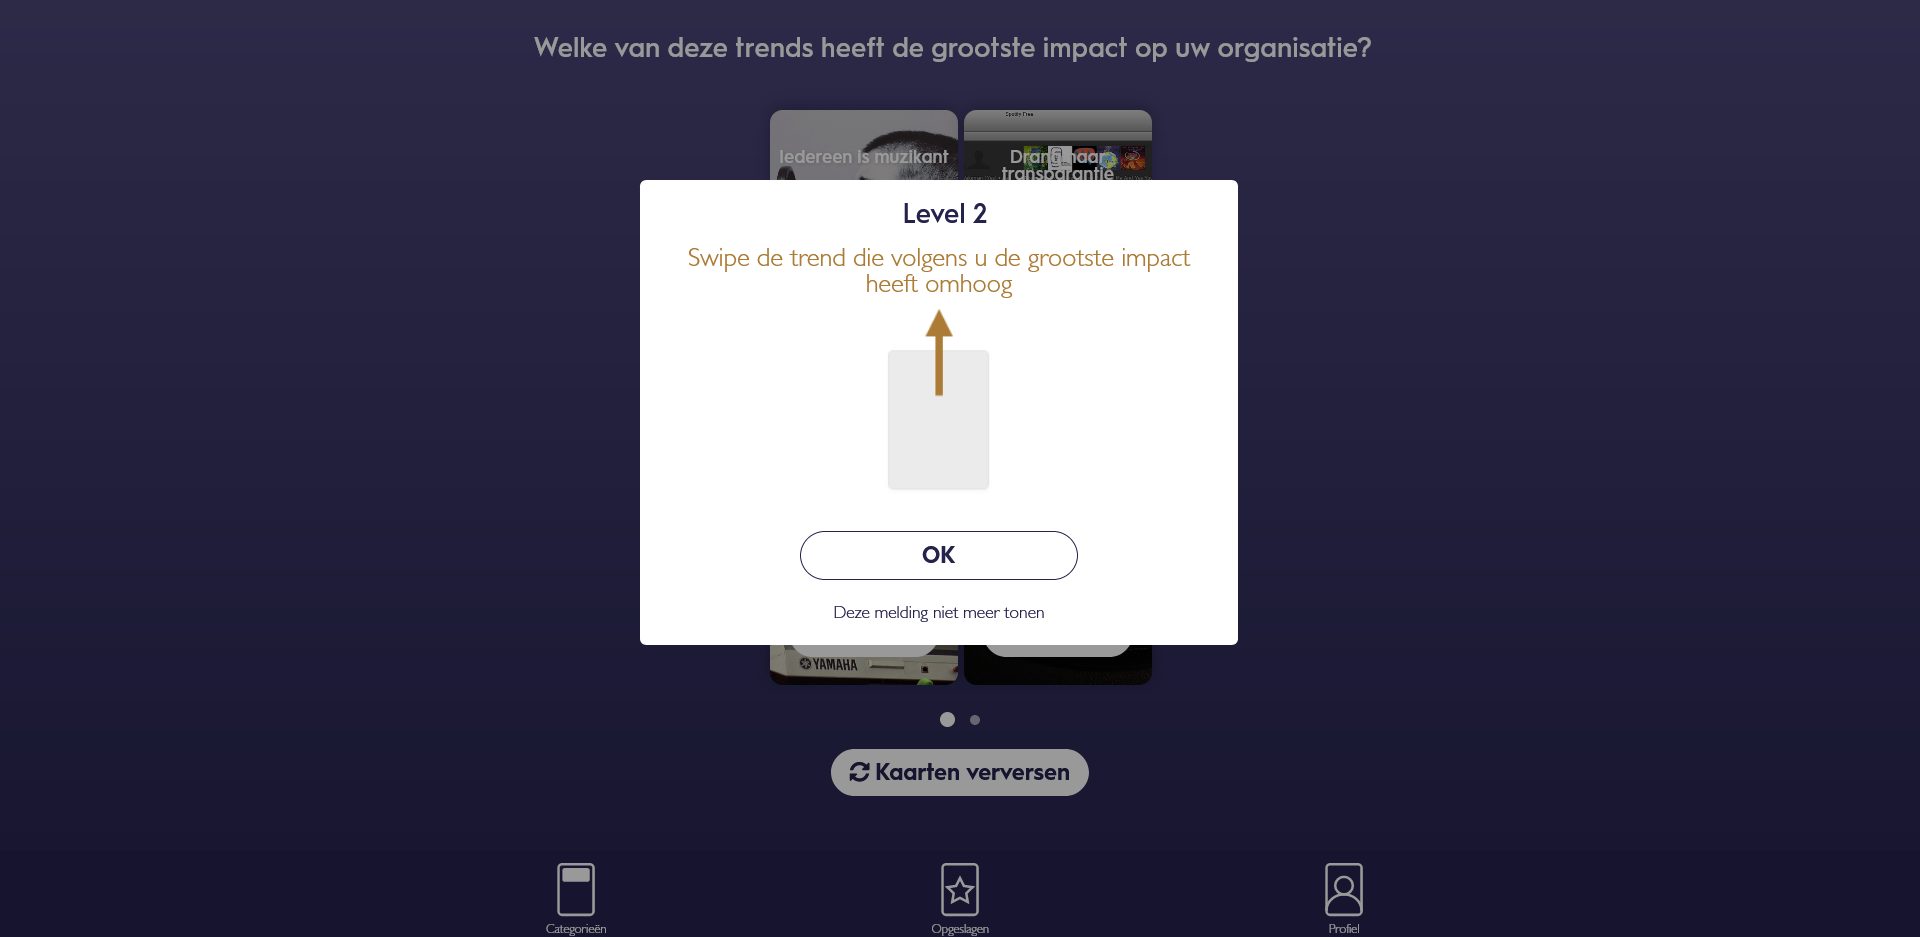 Welke van deze trends heeft de grootste impact op uw organisatie?
Spotify Free
Iedereen is muzikant
Drang naar
transparantie
Level 2
Swipe de trend die volgens u de grootste impact
heeft omhoog
OK
Deze melding niet meer tonen
YAMAHA
Kaarten verversen
Categorieën
Opgeslagen
Profiel